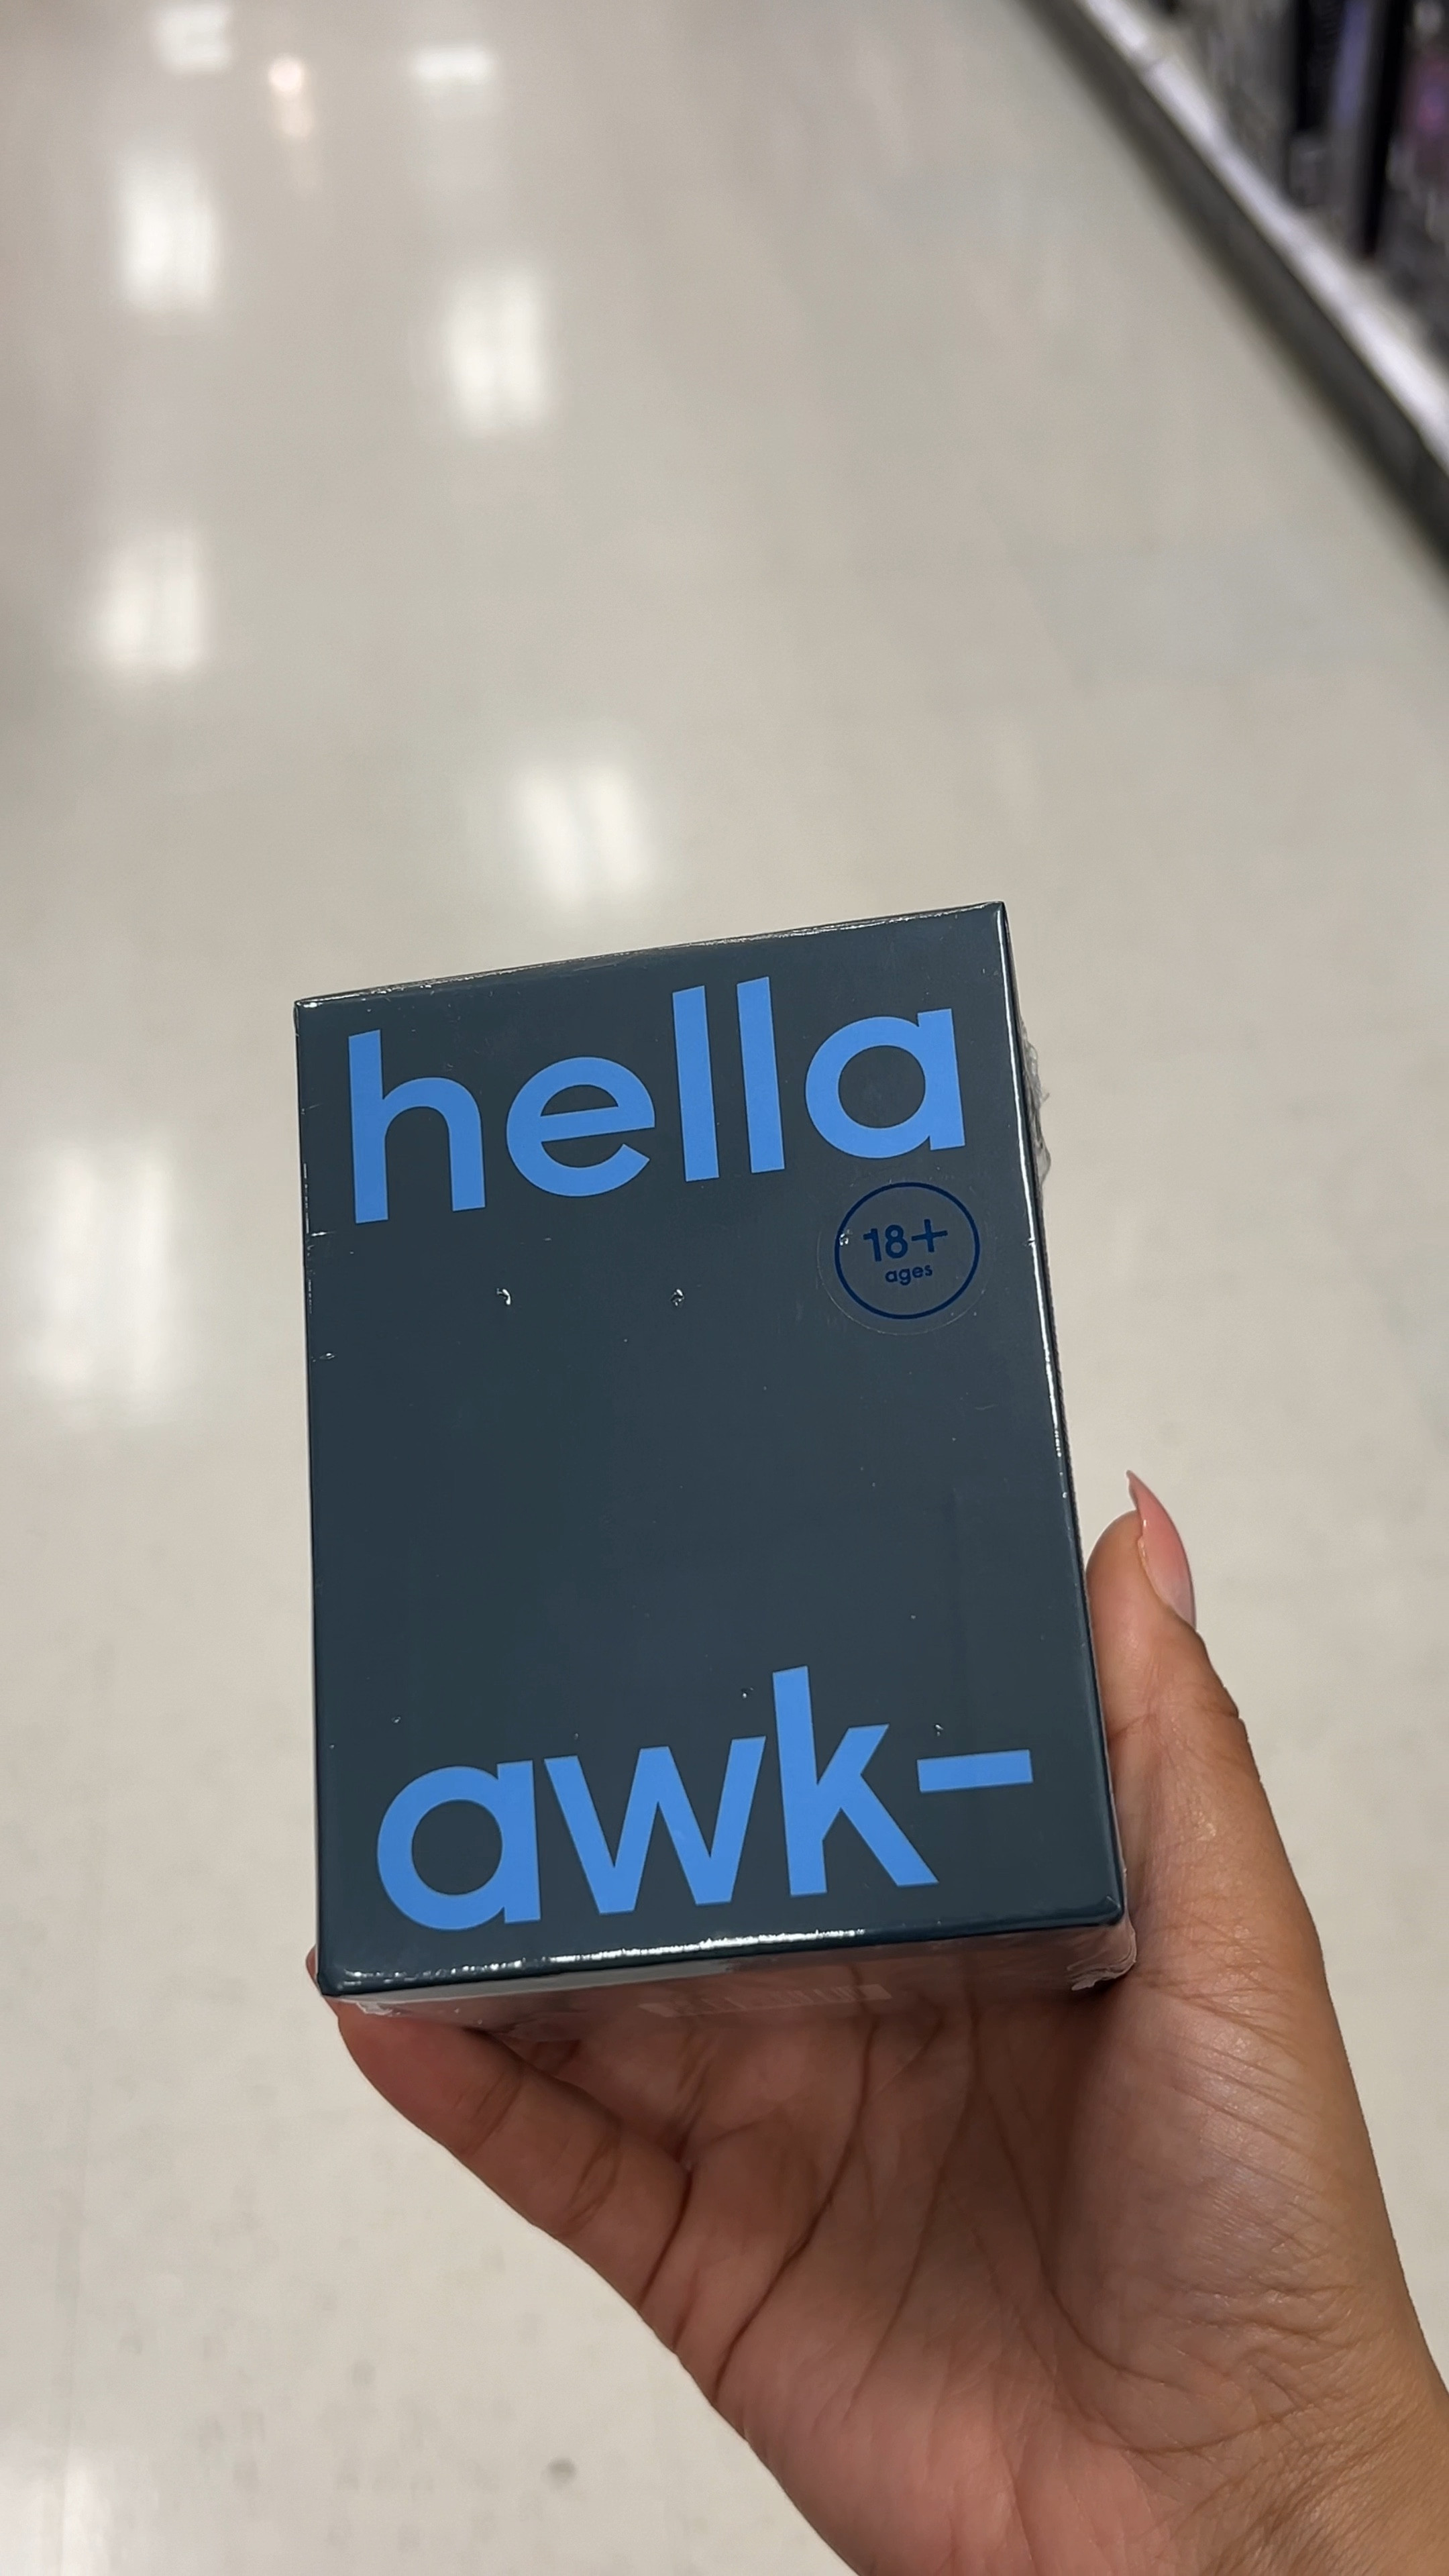 hella
18+
ages
awk-